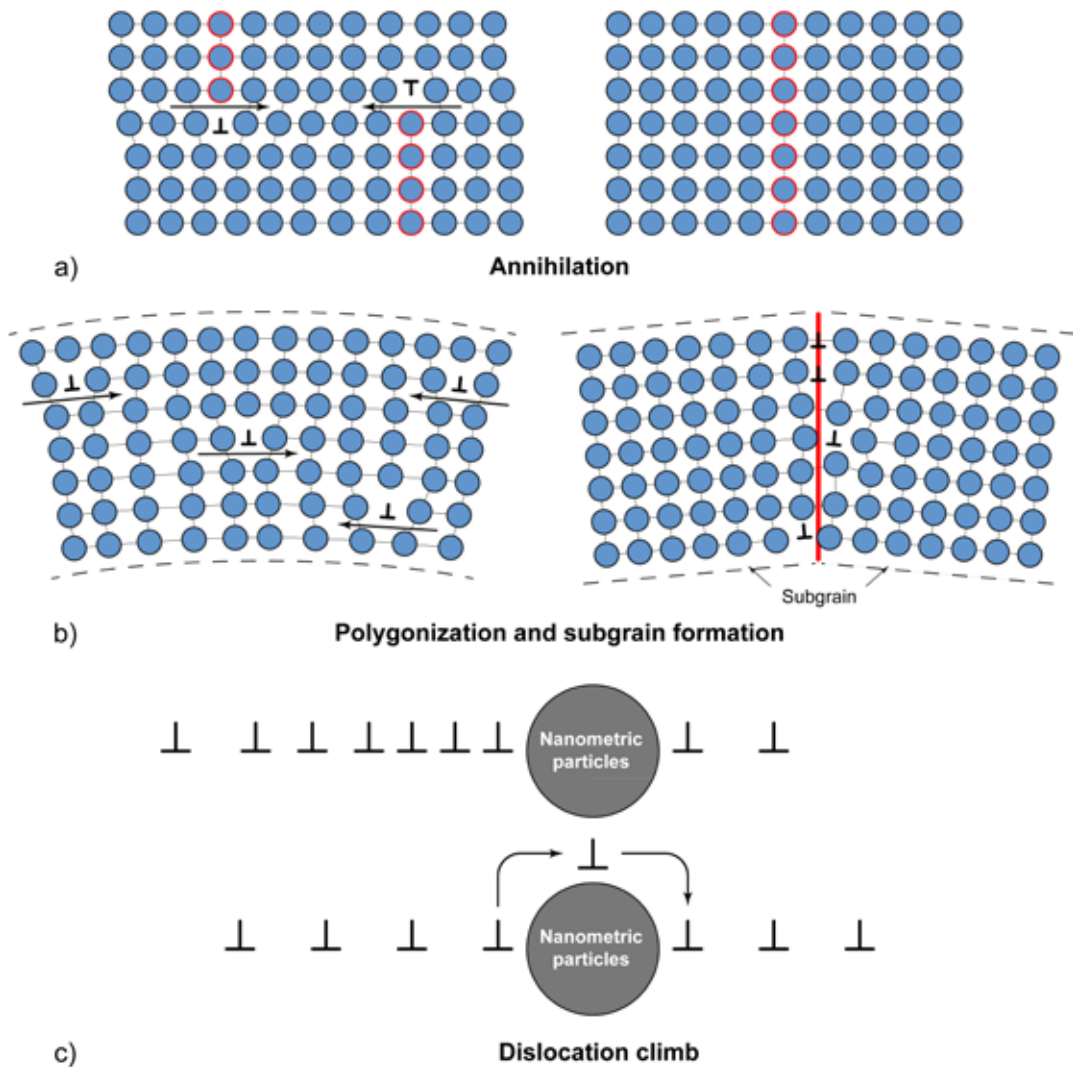 a)
Annihilation
Subgrain
b)
Polygonization and subgrain formation
Nanometric
particles
Nanometric
particles
c)
Dislocation climb